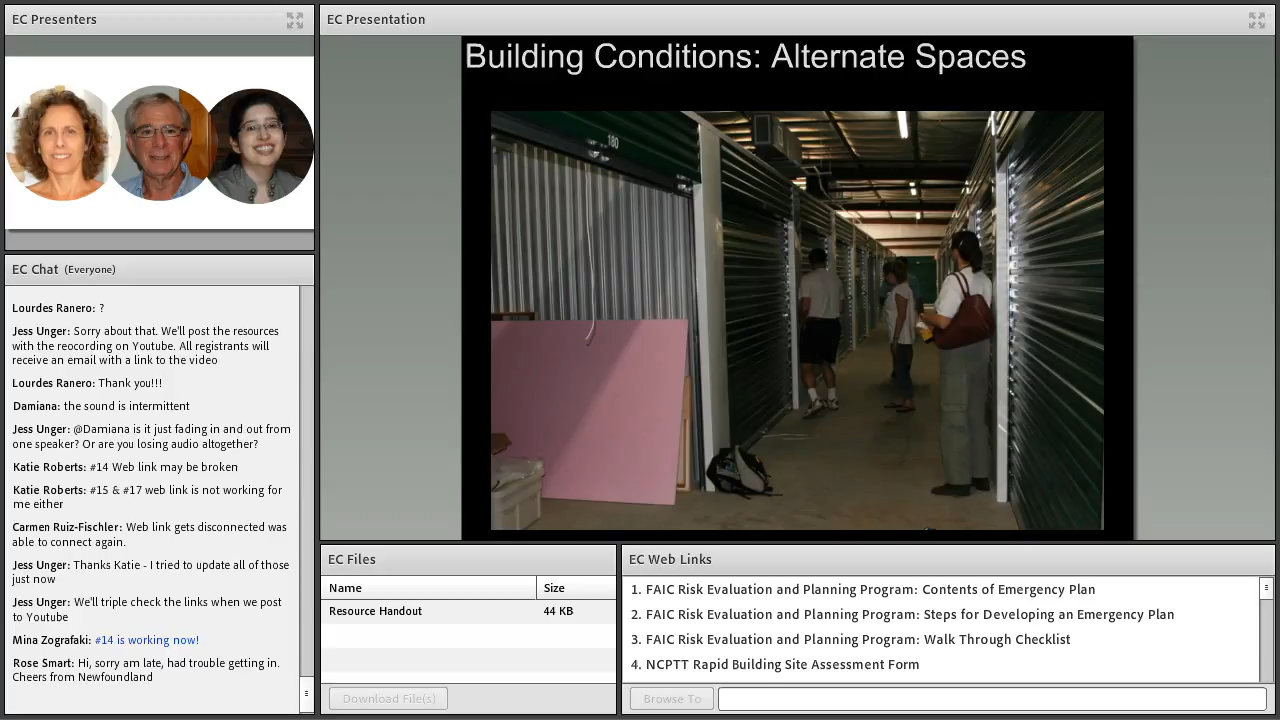 EC Presenters
EC Presentation
Building Conditions: Alternate Spaces
180
EC Chat (Everyone)
Lourdes Ranero: ?
Jess Unger: Sorry about that. We'll post the resources
with the reocording on Youtube. All registrants will
receive an email with a link to the video
Lourdes Ranero: Thank you!!!
Damiana: the sound is intermittent
Jess Unger: @Damiana is it just fading in and out from
one speaker? Or are you losing audio altogether?
Katie Roberts: #14 Web link may be broken
Katie Roberts: #15 & #17 web link is not working for
me either
Carmen Ruiz-Fischler: Web link gets disconnected was
able to connect again.
Jess Unger: Thanks Katie - I tried to update all of those
just now
Jess Unger: We'll triple check the links when we post
to Youtube
Mina Zografaki: #14 is working now!
Rose Smart: Hi, sorry am late, had trouble getting in.
Cheers from Newfoundland
EC Files
Name Size
Resource Handout 44 KB
Download File(s)
EC Web Links
1. FAIC Risk Evaluation and Planning Program: Contents of Emergency Plan
2. FAIC Risk Evaluation and Planning Program: Steps for Developing an Emergency Plan
3. FAIC Risk Evaluation and Planning Program: Walk Through Checklist
4. NCPTT Rapid Building Site Assessment Form
Browse To